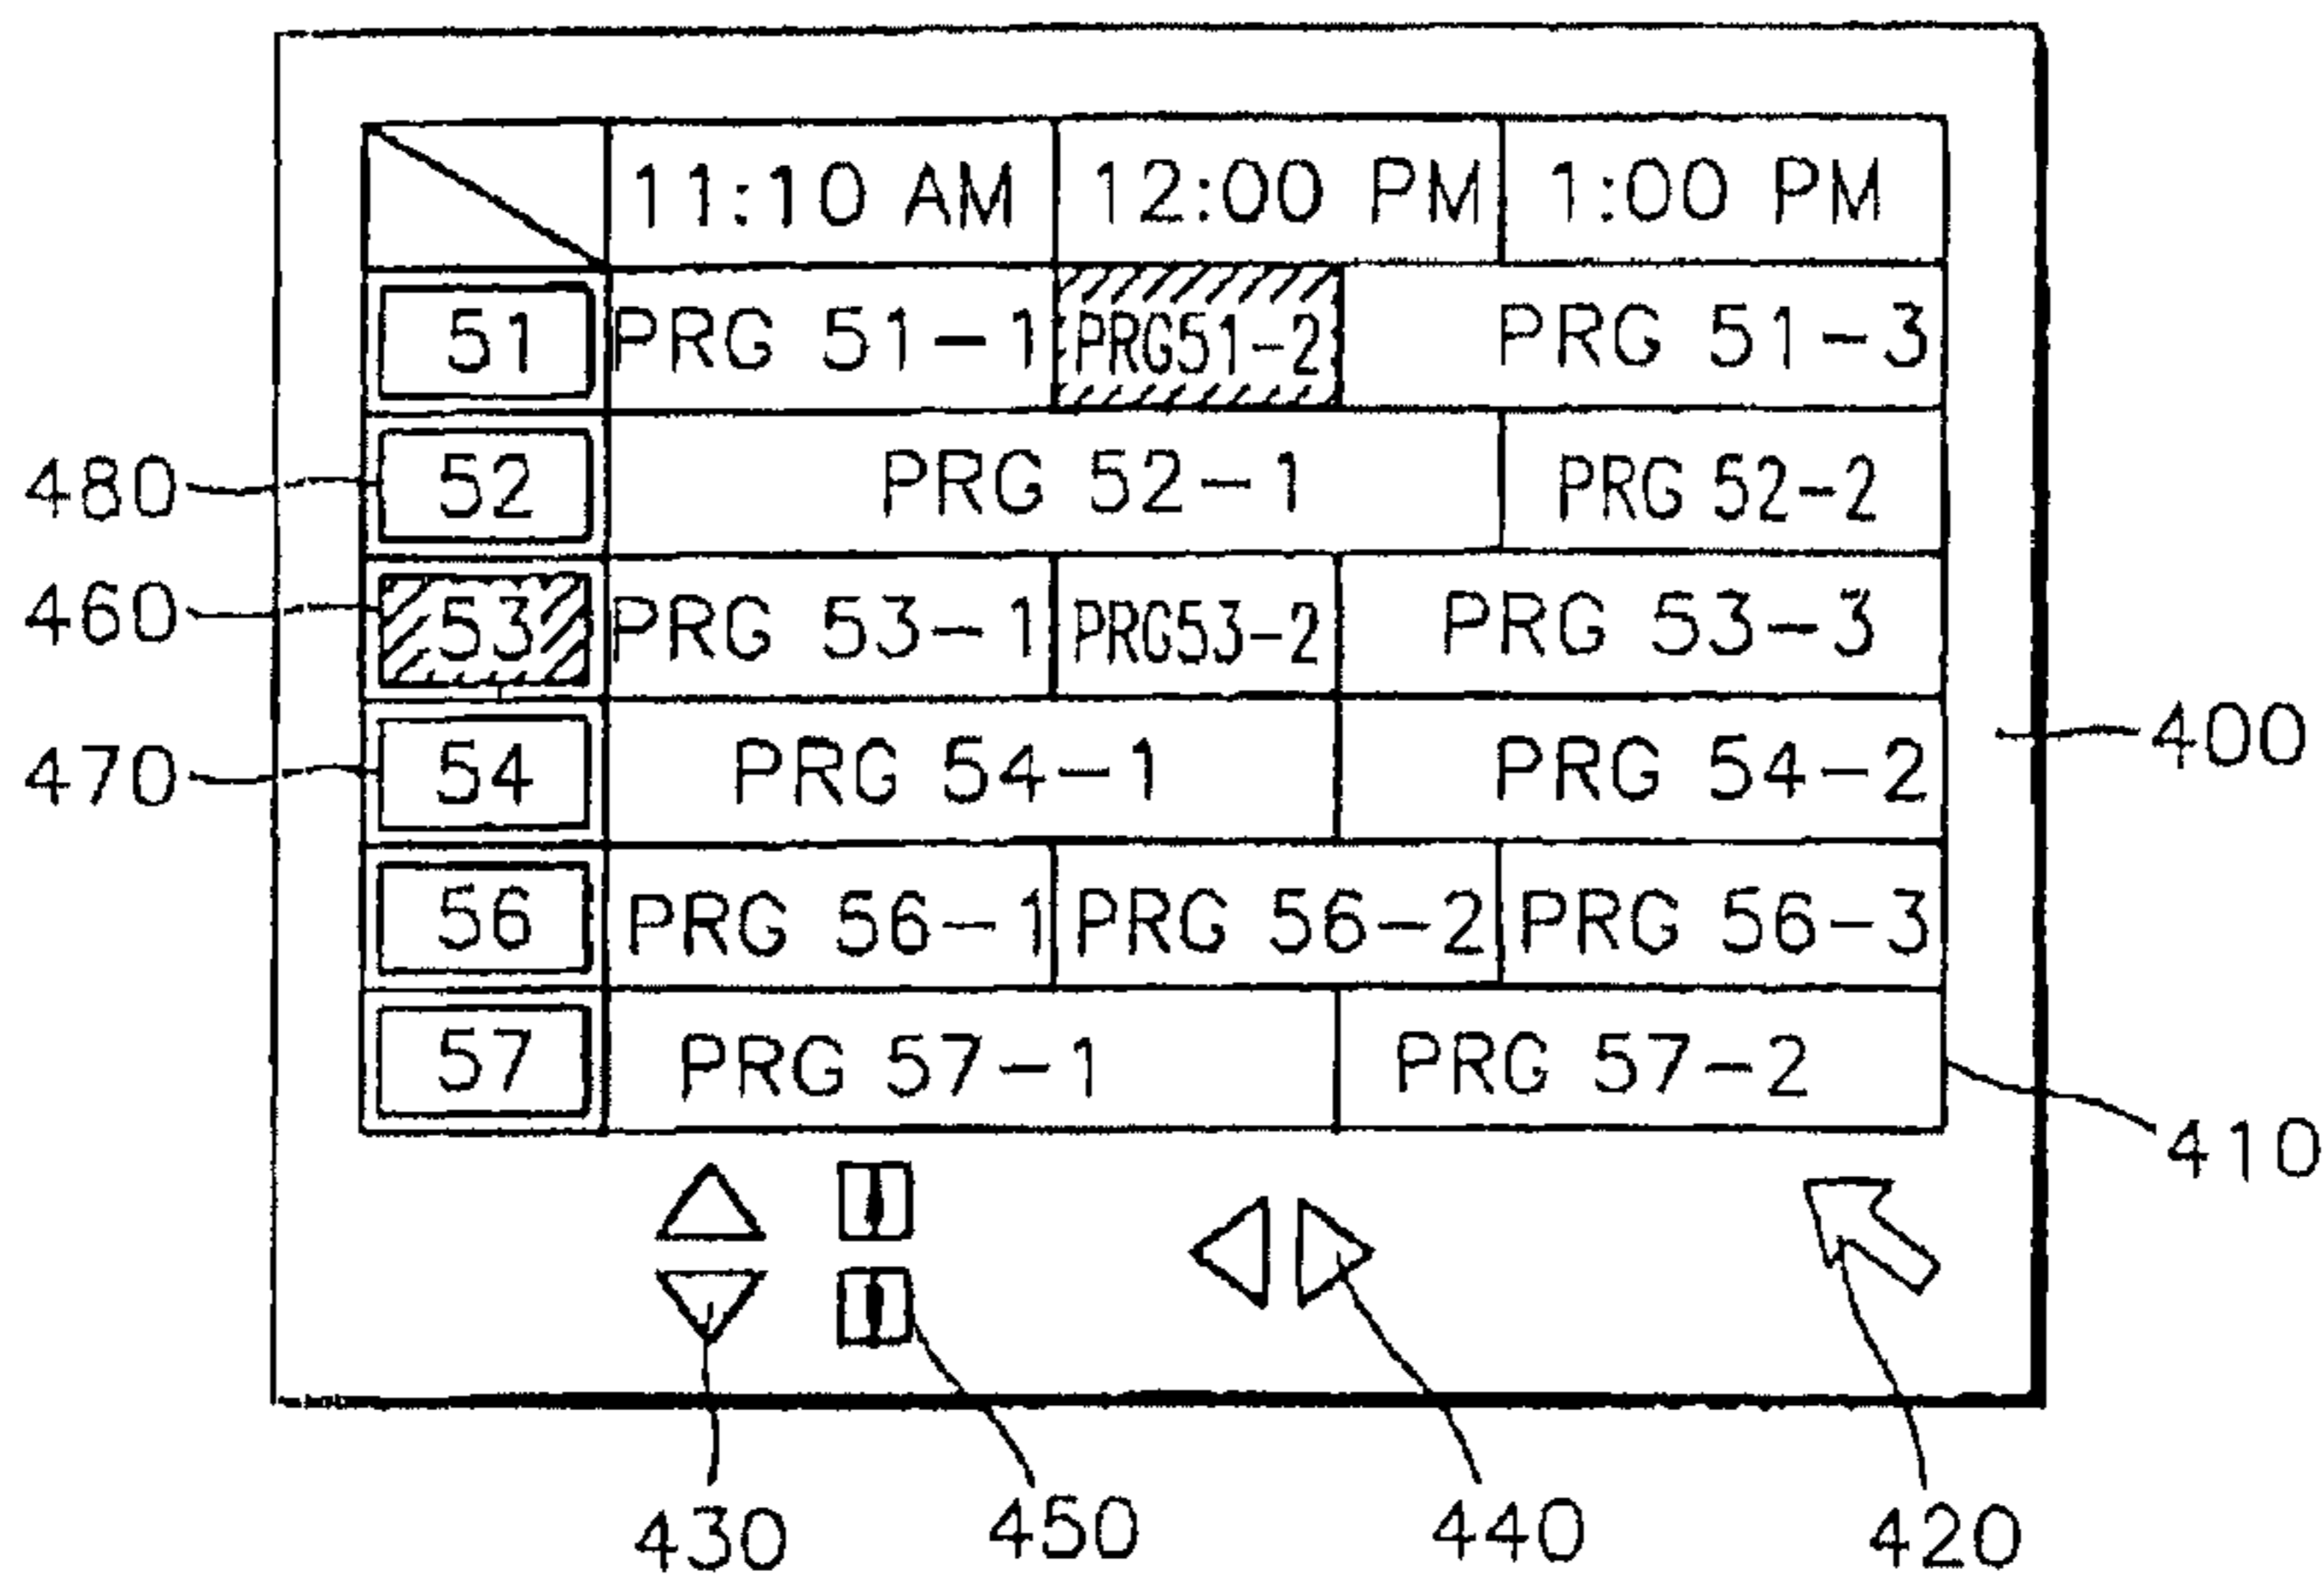 11:10 AM 12:00 PM 1:00 PM
51 PRG 51-1 PRG51-2 PRG 51-3
480 52 PRG 52-1 PRG 52-2
460 53 PRG 53-1 PRG53-2 PRG 53-3
470 54 PRG 54-1 PRG 54-2 400
56 PRG 56-1 PRG 56-2 PRG 56-3
57 PRG 57-1 PRG 57-2
410
430 450 440 420